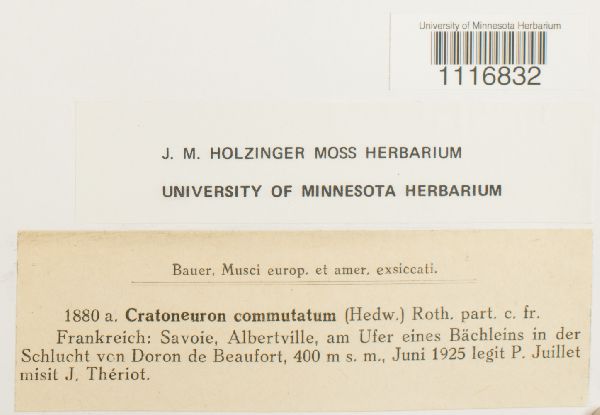 University of Minnesota Herbarium
1116832
J. M. HOLZINGER MOSS HERBARIUM
UNIVERSITY OF MINNESOTA HERBARIUM
Bauer, Musci europ. et amer. exsiccati.
1880 a. Cratoneuron commutatum (Hedw.) Roth. part. c. fr.
Frankreich: Savoie, Albertville, am Ufer eines Bächleins in der
Schlucht von Doron de Beaufort, 400 m s. m., Juni 1925 legit P. Juillet
misit J. Thériot.